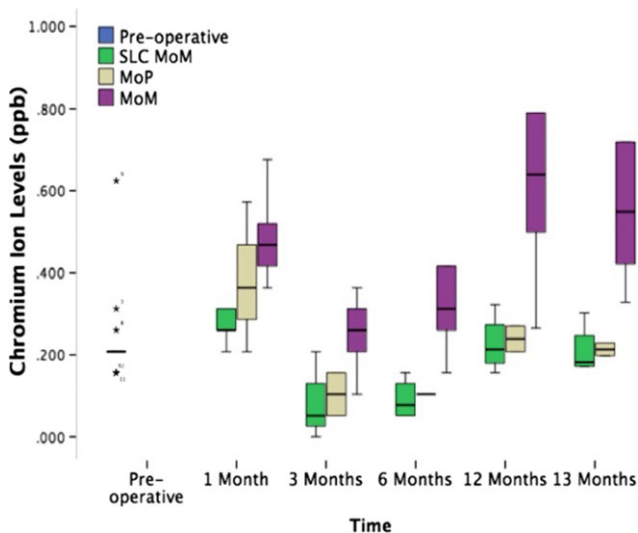 1.000
.800
.600
.400
.200
.000
Chromium Ion Levels (ppb)
Pre-operative
SLC MoM
MoP
MoM
Pre-
operative
1 Month
3 Months
6 Months
12 Months
13 Months
Time